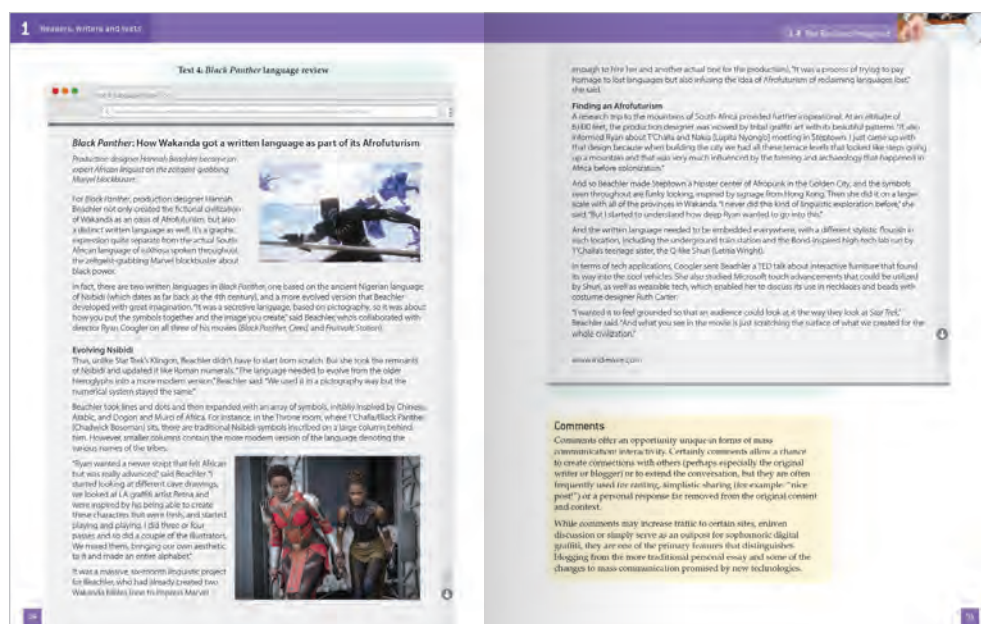 1 Readers, writers and texts
Text 4: Black Panther language review
Black Panther: How Wakanda got a written language as part of its Afrofuturism
Production designer Hannah Beachler became an
expert African linguist on the zeitgeist-grabbing
Marvel blockbuster.
For Black Panther, production designer Hannah
Beachler not only created the fictional civilization
of Wakanda as an oasis of Afrofuturism, but also
a distinct written language as well. It's a graphic
expression quite separate from the actual South
African language of isiXhosa spoken throughout
the zeitgeist-grabbing Marvel blockbuster about
black power.
In fact, there are two written languages in Black Panther, one based on the ancient Nigerian language
of Nsibidi (which dates as far back as the 4th century), and a more evolved version that Beachler
developed with great imagination. "It was a secretive language, based on pictography, so it was about
how you put the symbols together and the image you create," said Beachler, who's collaborated with
director Ryan Coogler on all three of his movies (Black Panther, Creed, and Fruitvale Station).
Evolving Nsibidi
Thus, unlike Star Trek's Klingon, Beachler didn't have to start from scratch. But she took the remnants
of Nsibidi and updated it like Roman numerals. "The language needed to evolve from the older
hieroglyphs into a more modern version," Beachler said. "We used it in a pictography way but the
numerical system stayed the same."
Beachler took lines and dots and then expanded with an array of symbols, initially inspired by Chinese,
Arabic, and Dogon and Mursi of Africa. For instance, in the Throne room, where T'Challa/Black Panther
(Chadwick Boseman) sits, there are traditional Nsibidi symbols inscribed on a large column behind
him. However, smaller columns contain the more modern version of the language denoting the
various names of the tribes.
"Ryan wanted a newer script that felt African
but was really advanced," said Beachler. "I
started looking at different cave drawings,
we looked at LA graffiti artist Retna and
were inspired by his being able to create
these characters that were fresh, and started
playing and playing. I did three or four
passes and so did a couple of the illustrators.
We mixed them, bringing our own aesthetic
to it and made an entire alphabet."
It was a massive, six-month linguistic project
for Beachler, who had already created two
Wakanda bibles (one to impress Marvel
enough to hire her and another actual one for the production). "It was a process of trying to pay
homage to lost languages but also infusing the idea of Afrofuturism of reclaiming languages lost,"
she said.
Finding an Afrofuturism
A research trip to the mountains of South Africa provided further inspirational. At an altitude of
feet, the production designer was wowed by tribal graffiti art with its beautiful patterns. "It also
informed Ryan about T'Challa and Nakia [Lupita Nyongo] meeting in Steptown. I just came up with
that design because when building the city we had all these terrace levels that looked like steps going
up a mountain and that was very much influenced by the farming and archaeology that happened in
Africa before colonization."
And so Beachler made Steptown a hipster center of Afropunk in the Golden City, and the symbols
seen throughout are funky looking, inspired by signage from Hong Kong. Then she did it on a larger
scale with all of the provinces in Wakanda. "I never did this kind of linguistic exploration before," she
said. "But I started to understand how deep Ryan wanted to go into this."
And the written language needed to be embedded everywhere, with a different stylistic flourish in
each location, including the underground train station and the Bond-inspired high-tech lab run by
T'Challa's teenage sister, the Q-like Shuri (Letitia Wright).
In terms of tech applications, Coogler sent Beachler a TED talk about interactive furniture that found
its way into the cool vehicles. She also studied Microsoft touch advancements that could be utilized
by Shuri, as well as wearable tech, which enabled her to discuss its use in necklaces and beads with
costume designer Ruth Carter.
"I wanted it to feel grounded so that an audience could look at it the way they look at Star Trek,"
Beachler said. "And what you see in the movie is just scratching the surface of what we created for the
whole civilization."
www.indiewire.com
Comments
Comments offer an opportunity unique in forms of mass
communication: interactivity. Certainly comments allow a chance
to create connections with others (perhaps especially the original
writer or blogger) or to extend the conversation, but they are often
frequently used for ranting, simplistic sharing (for example: "nice
post!") or a personal response far removed from the original content
and context.
While comments may increase traffic to certain sites, enliven
discussion or simply serve as an outpost for sophomoric digital
graffiti, they are one of the primary features that distinguishes
blogging from the more traditional personal essay and some of the
changes to mass communication promised by new technologies.